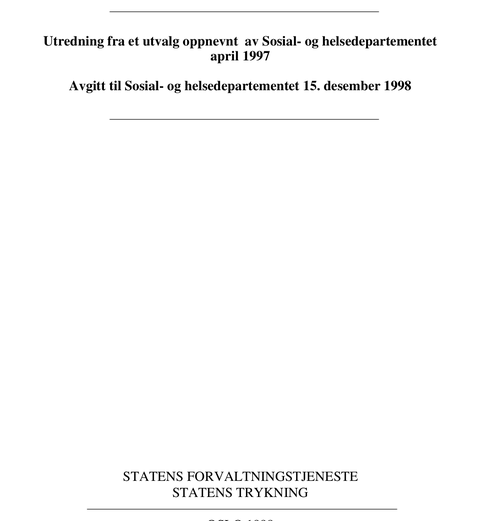 Utredning fra et utvalg oppnevnt av Sosial- og helsedepartementet
april 1997
Avgitt til Sosial- og helsedepartementet 15. desember 1998
STATENS FORVALTNINGSTJENESTE
STATENS TRYKNING